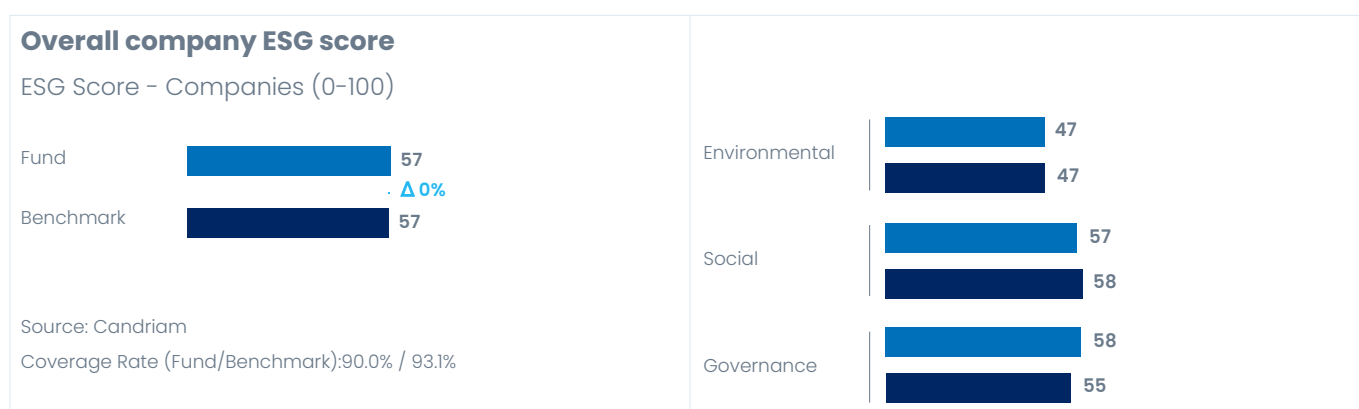 Overall company ESG score
ESG Score - Companies (0-100)
Fund
57
Δ 0%
Benchmark
57
Source: Candriam
Coverage Rate (Fund/Benchmark):90.0% / 93.1%
Environmental
47
47
Social
57
58
Governance
58
55